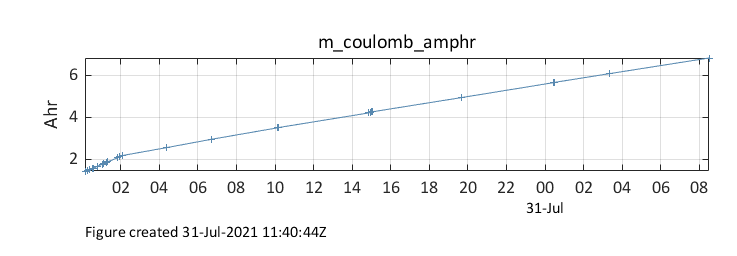 m_coulomb_amphr
Ahr
6
4
2
02 04 06 08 10 12 14 16 18 20 22 00 02 04 06 08
31-Jul
Figure created 31-Jul-2021 11:40:44Z